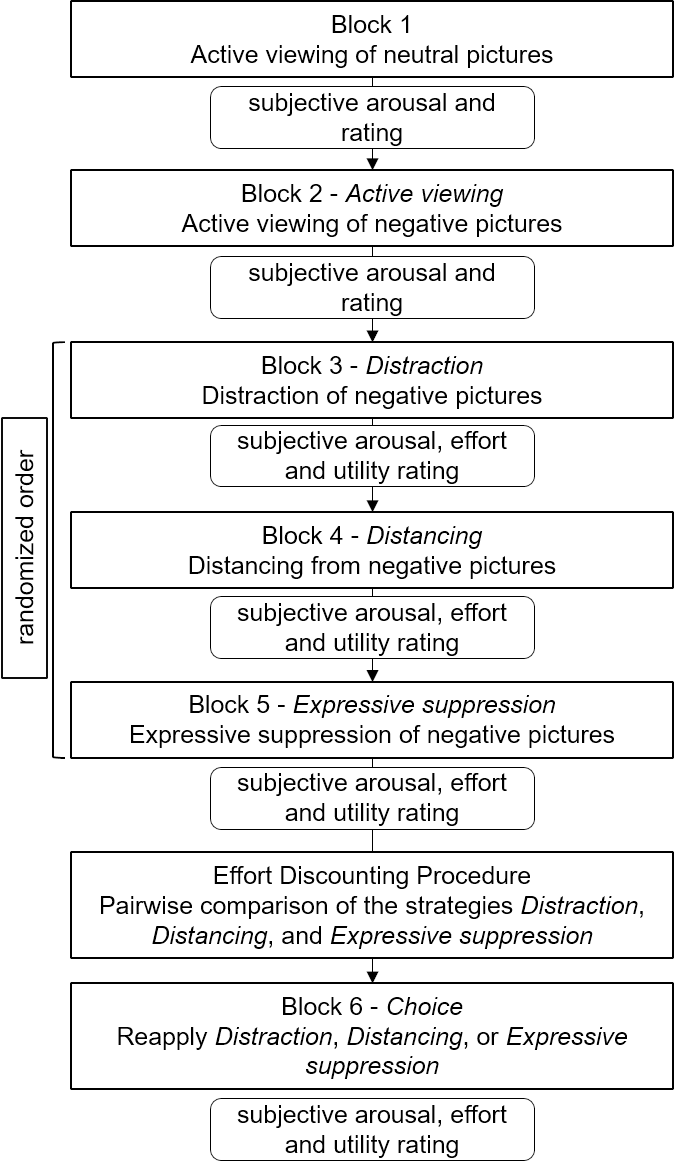 Block 1
Active viewing of neutral pictures
subjective arousal and
rating
Block 2 - Active viewing
Active viewing of negative pictures
subjective arousal and
rating
randomized order
Block 3 - Distraction
Distraction of negative pictures
subjective arousal, effort
and utility rating
Block 4 - Distancing
Distancing from negative pictures
subjective arousal, effort
and utility rating
Block 5 - Expressive suppression
Expressive suppression of negative pictures
subjective arousal, effort
and utility rating
Effort Discounting Procedure
Pairwise comparison of the strategies Distraction,
Distancing, and Expressive suppression
Block 6 - Choice
Reapply Distraction, Distancing, or Expressive
suppression
subjective arousal, effort
and utility rating